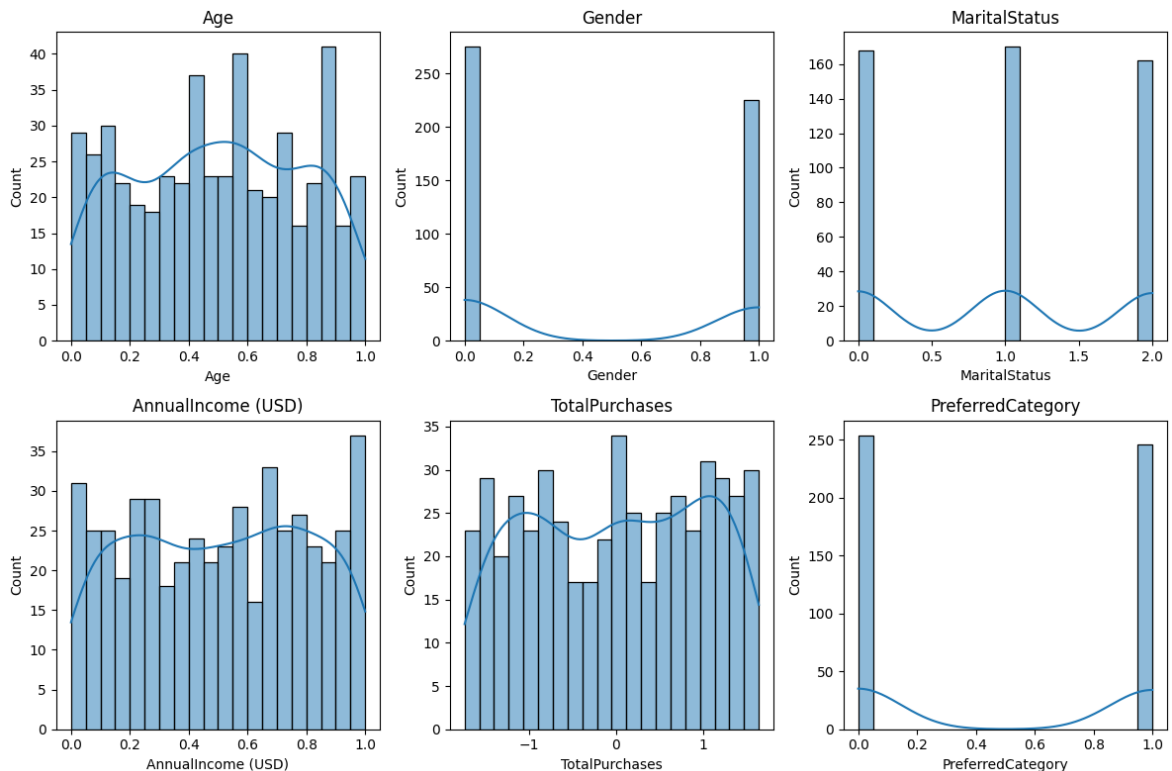 Age
Gender
MaritalStatus
Count
40
35
30
25
20
15
10
5
0
0.0 0.2 0.4 0.6 0.8 1.0
Age
Count
250
200
150
100
50
0
0.0 0.2 0.4 0.6 0.8 1.0
Gender
Count
160
140
120
100
80
60
40
20
0
0.0 0.5 1.0 1.5 2.0
MaritalStatus
AnnualIncome (USD)
TotalPurchases
PreferredCategory
Count
35
30
25
20
15
10
5
0
0.0 0.2 0.4 0.6 0.8 1.0
AnnualIncome (USD)
Count
35
30
25
20
15
10
5
0
−1 0 1
TotalPurchases
Count
250
200
150
100
50
0
0.0 0.2 0.4 0.6 0.8 1.0
PreferredCategory